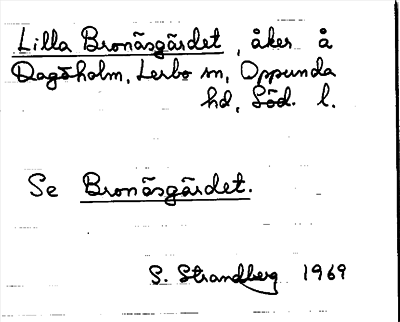 Lilla Bronäsgärdet, åker å
Dagöholm, Lerbo sn, Oppunda
hd, Söd. l.
Se Bronäsgärdet.
S. Strandberg 1969